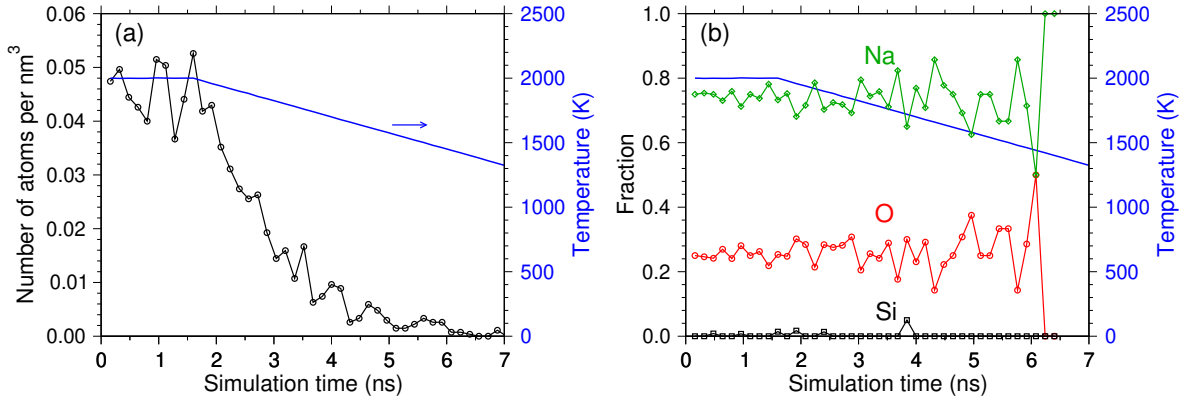 (a)
Number of atoms per nm3
0.06
0.05
0.04
0.03
0.02
0.01
0.00
0 1 2 3 4 5 6 7
Simulation time (ns)
2500
2000
1500
1000
500
0
Temperature (K)
(b)
Fraction
1.0
0.8
0.6
0.4
0.2
0.0
Na
O
Si
0 1 2 3 4 5 6 7
Simulation time (ns)
2500
2000
1500
1000
500
0
Temperature (K)